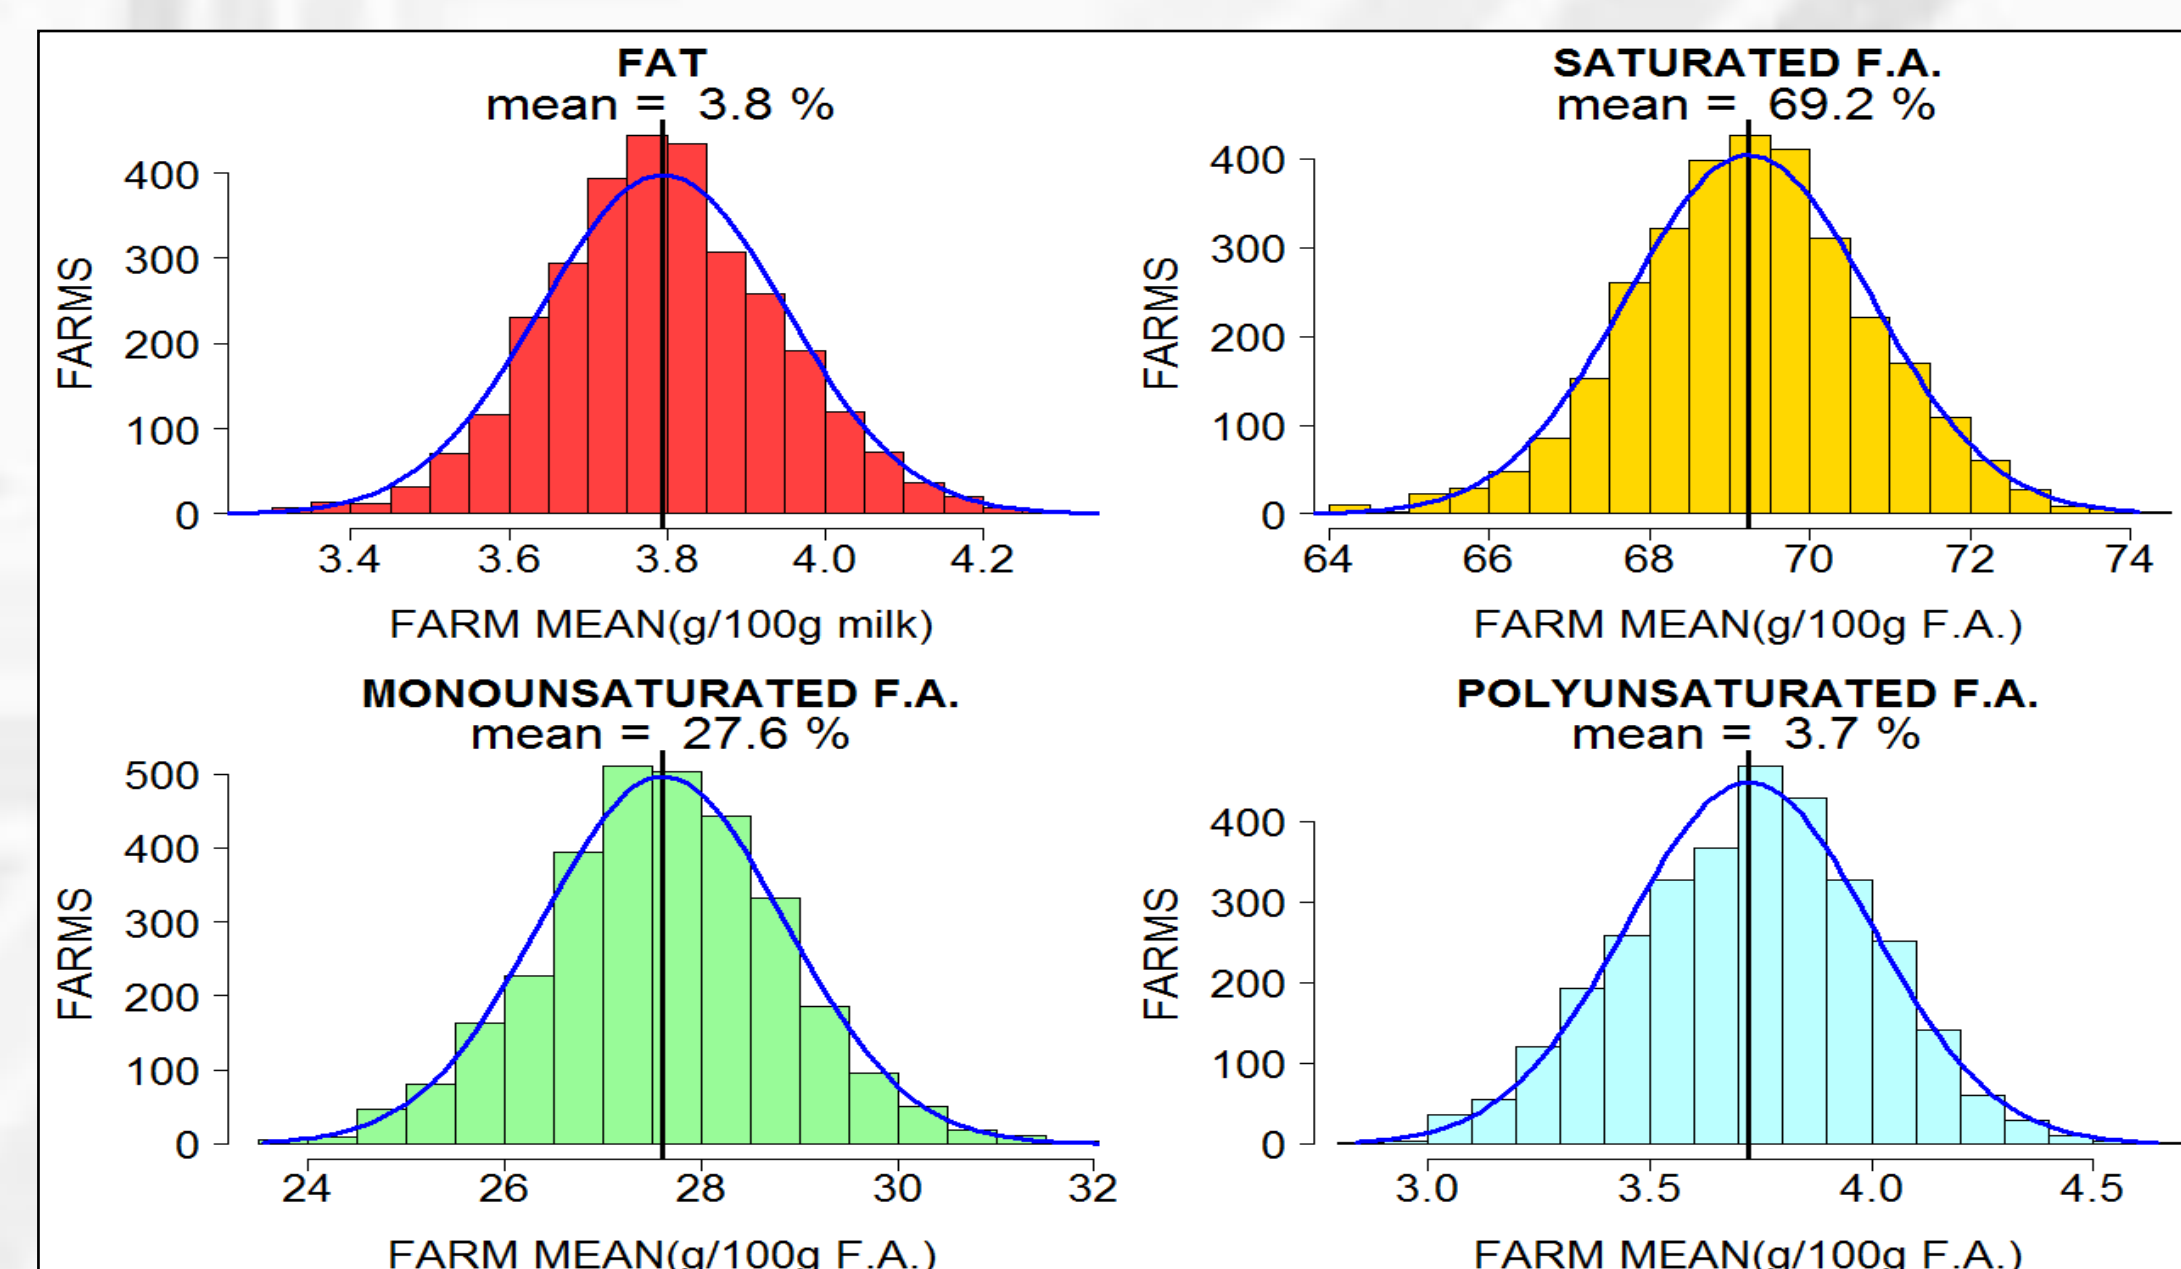 FAT
mean = 3.8 %
400
300
200
100
0
FARMS
3.4 3.6 3.8 4.0 4.2
FARM MEAN(g/100g milk)
SATURATED F.A.
mean = 69.2 %
400
300
200
100
0
FARMS
64 66 68 70 72 74
FARM MEAN(g/100g F.A.)
MONOUNSATURATED F.A.
mean = 27.6 %
500
400
300
200
100
0
FARMS
24 26 28 30 32
FARM MEAN(g/100g F.A.)
POLYUNSATURATED F.A.
mean = 3.7 %
400
300
200
100
0
FARMS
3.0 3.5 4.0 4.5
FARM MEAN(g/100g F.A.)